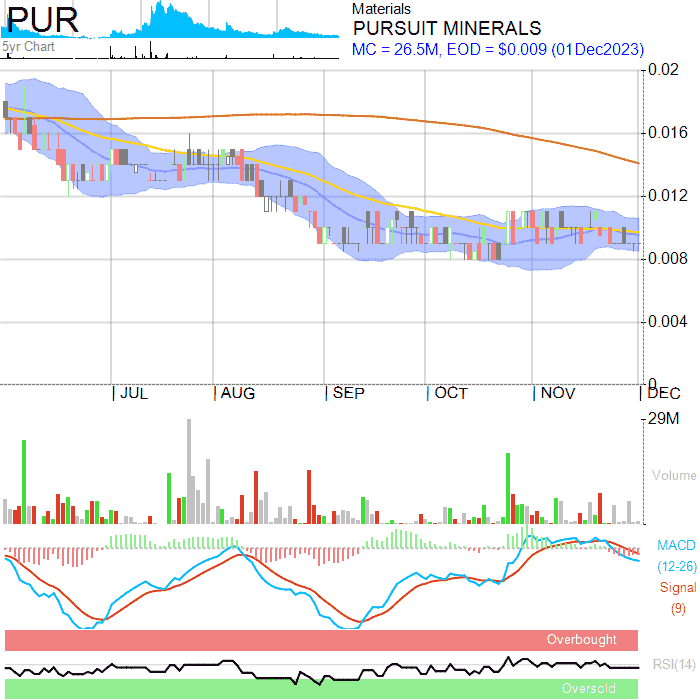 PUR
5yr Chart
Materials
PURSUIT MINERALS
MC = 26.5M, EOD = $0.009 (01Dec2023)
0.02
0.016
0.012
0.008
0.004
0
JUL AUG SEP OCT NOV DEC
29M
Volume
MACD
(12-26)
Signal
(9)
Overbought
RSI(14)
Oversold